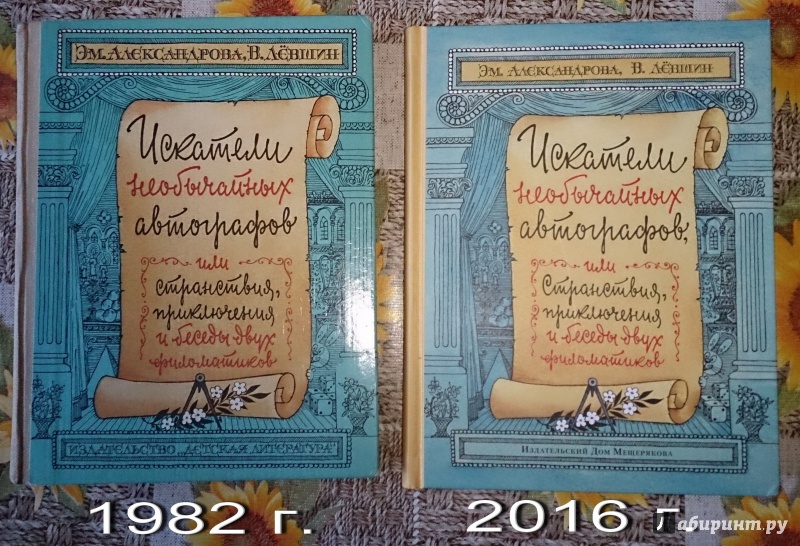 Эм. Александрова, В. Лёвшин
Искатели
необычайных
автографов
или
странствия,
приключения
и беседы двух
филоматиков
Издательство „Детская литература"
1982 г.
Эм. Александрова, В. Лёвшин
Искатели
необычайных
автографов,
или
Странствия,
приключения
и беседы двух
филоматиков
Издательский Дом Мещерякова
2016 г.
Лабиринт.ру